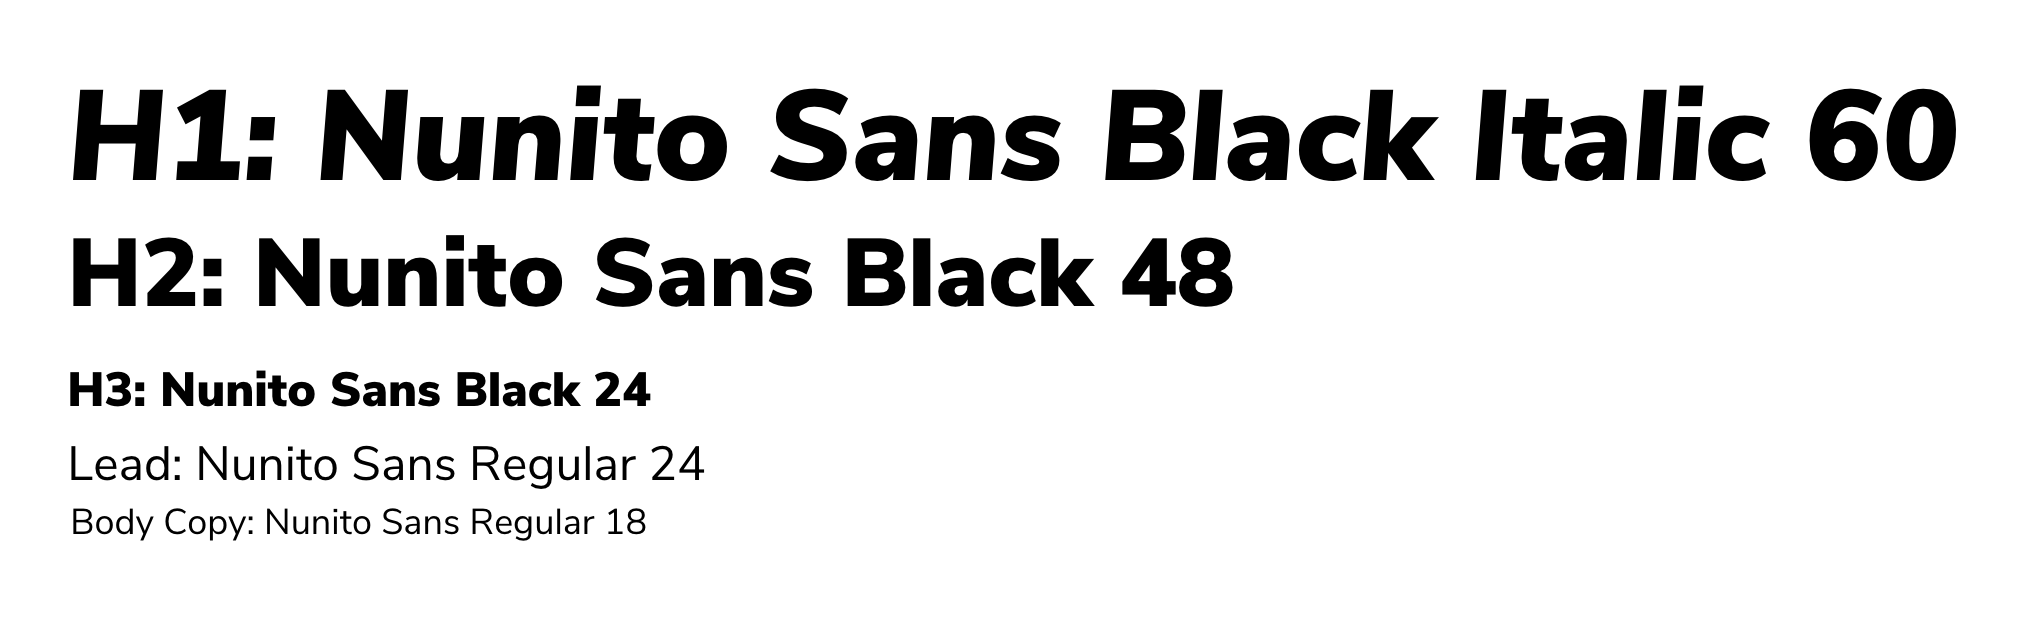 H1: Nunito Sans Black Italic 60
H2: Nunito Sans Black 48
H3: Nunito Sans Black 24
Lead: Nunito Sans Regular 24
Body Copy: Nunito Sans Regular 18